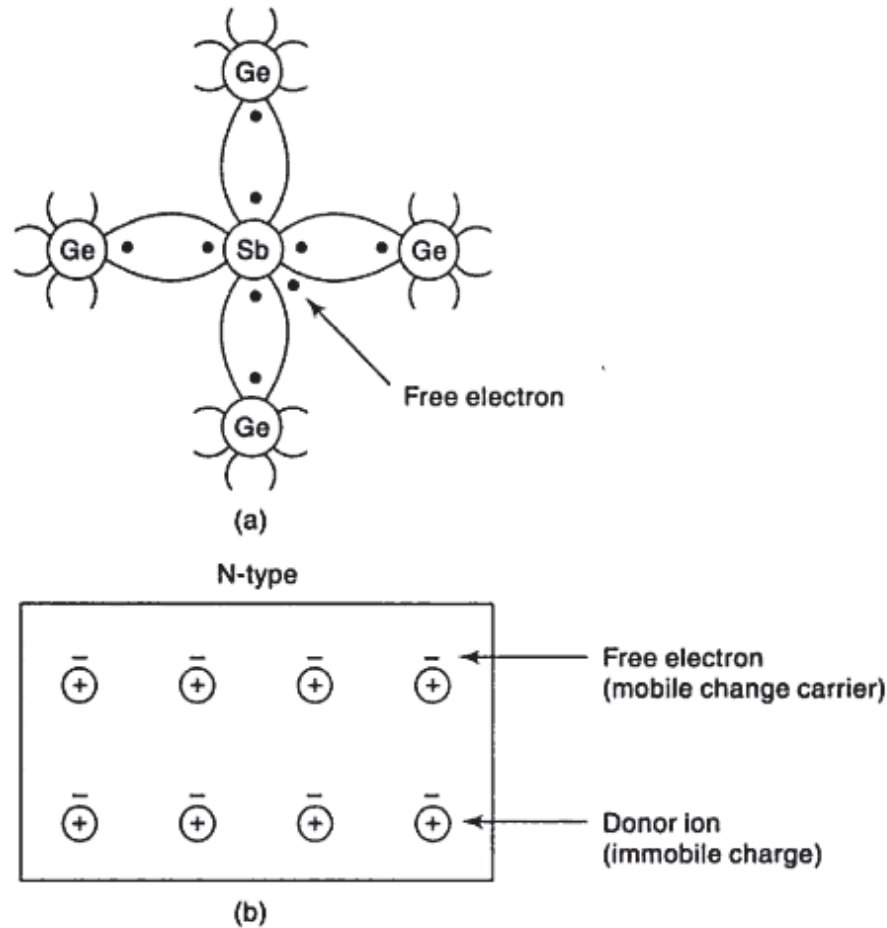 Ge
Ge Sb Ge
Free electron
Ge
(a)
N-type
− − − − Free electron
+ + + + (mobile change carrier)
− − − −
+ + + + Donor ion
(immobile charge)
(b)